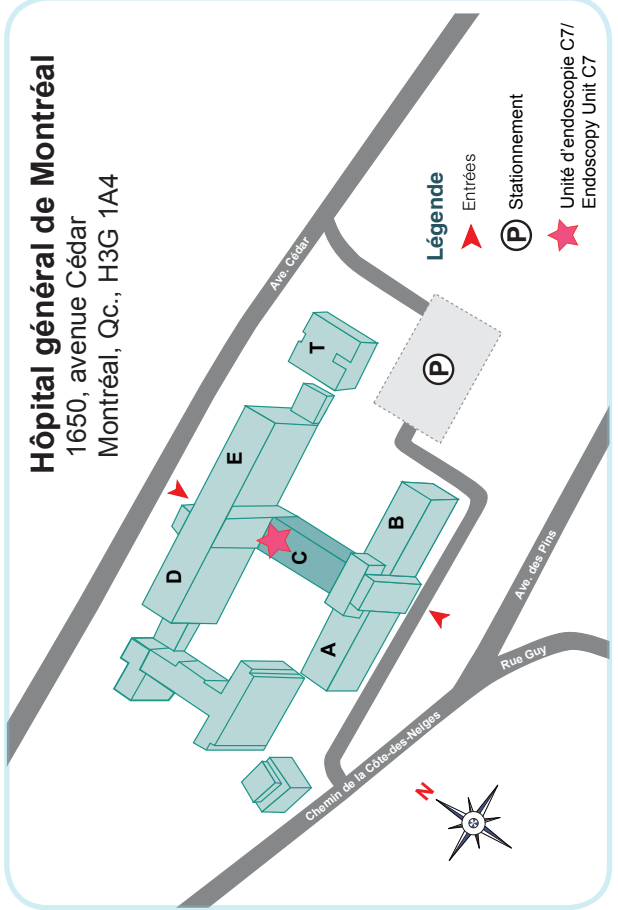 Hôpital général de Montréal
1650, avenue Cédar
Montréal, Qc., H3G 1A4
Ave. Cédar
T
E
D
C
B
A
P
Légende
Entrées
P Stationnement
Unité d'endoscopie C7/
Endoscopy Unit C7
Ave. des Pins
Rue Guy
Chemin de la Côte-des-Neiges
N